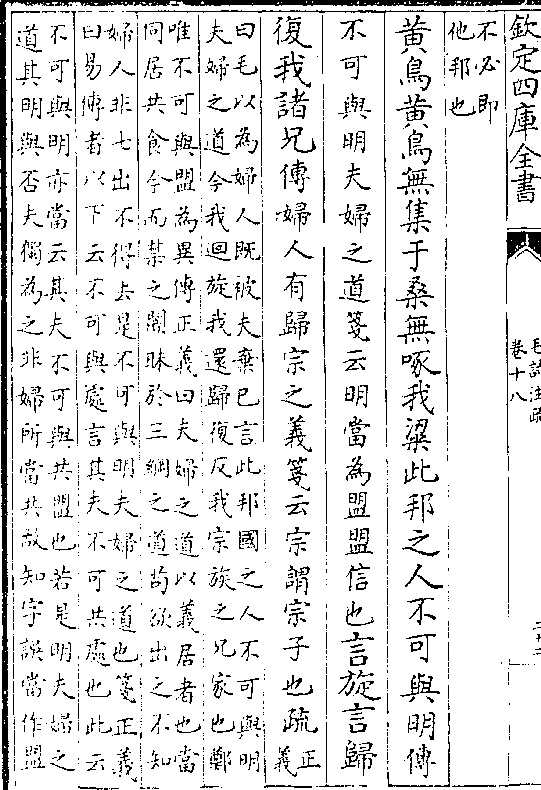 欽定四庫全書
毛詩注疏
卷十八
不必即
他邦也
黄鳥黄鳥無集于桑無啄我粱此邦之人不可與明傳
不可與明夫婦之道箋云明當為盟盟信也言旋言歸
復我諸兄傳婦人有歸宗之義箋云宗謂宗子也疏正
義
曰毛以為婦人既被夫棄已言此邦國之人不可與明
夫婦之道今我迴旋我還歸復反我宗族之兄家也鄭
唯不可與盟為異傳正義曰夫婦之道以義居者也當
同居共食今而棄之闇昧於三綱之道苟欲出之不知
婦人非七出不得去是不可與明夫婦之道也箋正義
曰易傳者以下云不可與處言其夫不可共處也此云
不可與明亦當云其夫不可與共盟也若是明夫婦之
道其明與否夫獨為之非婦所當共故知字誤當作盟